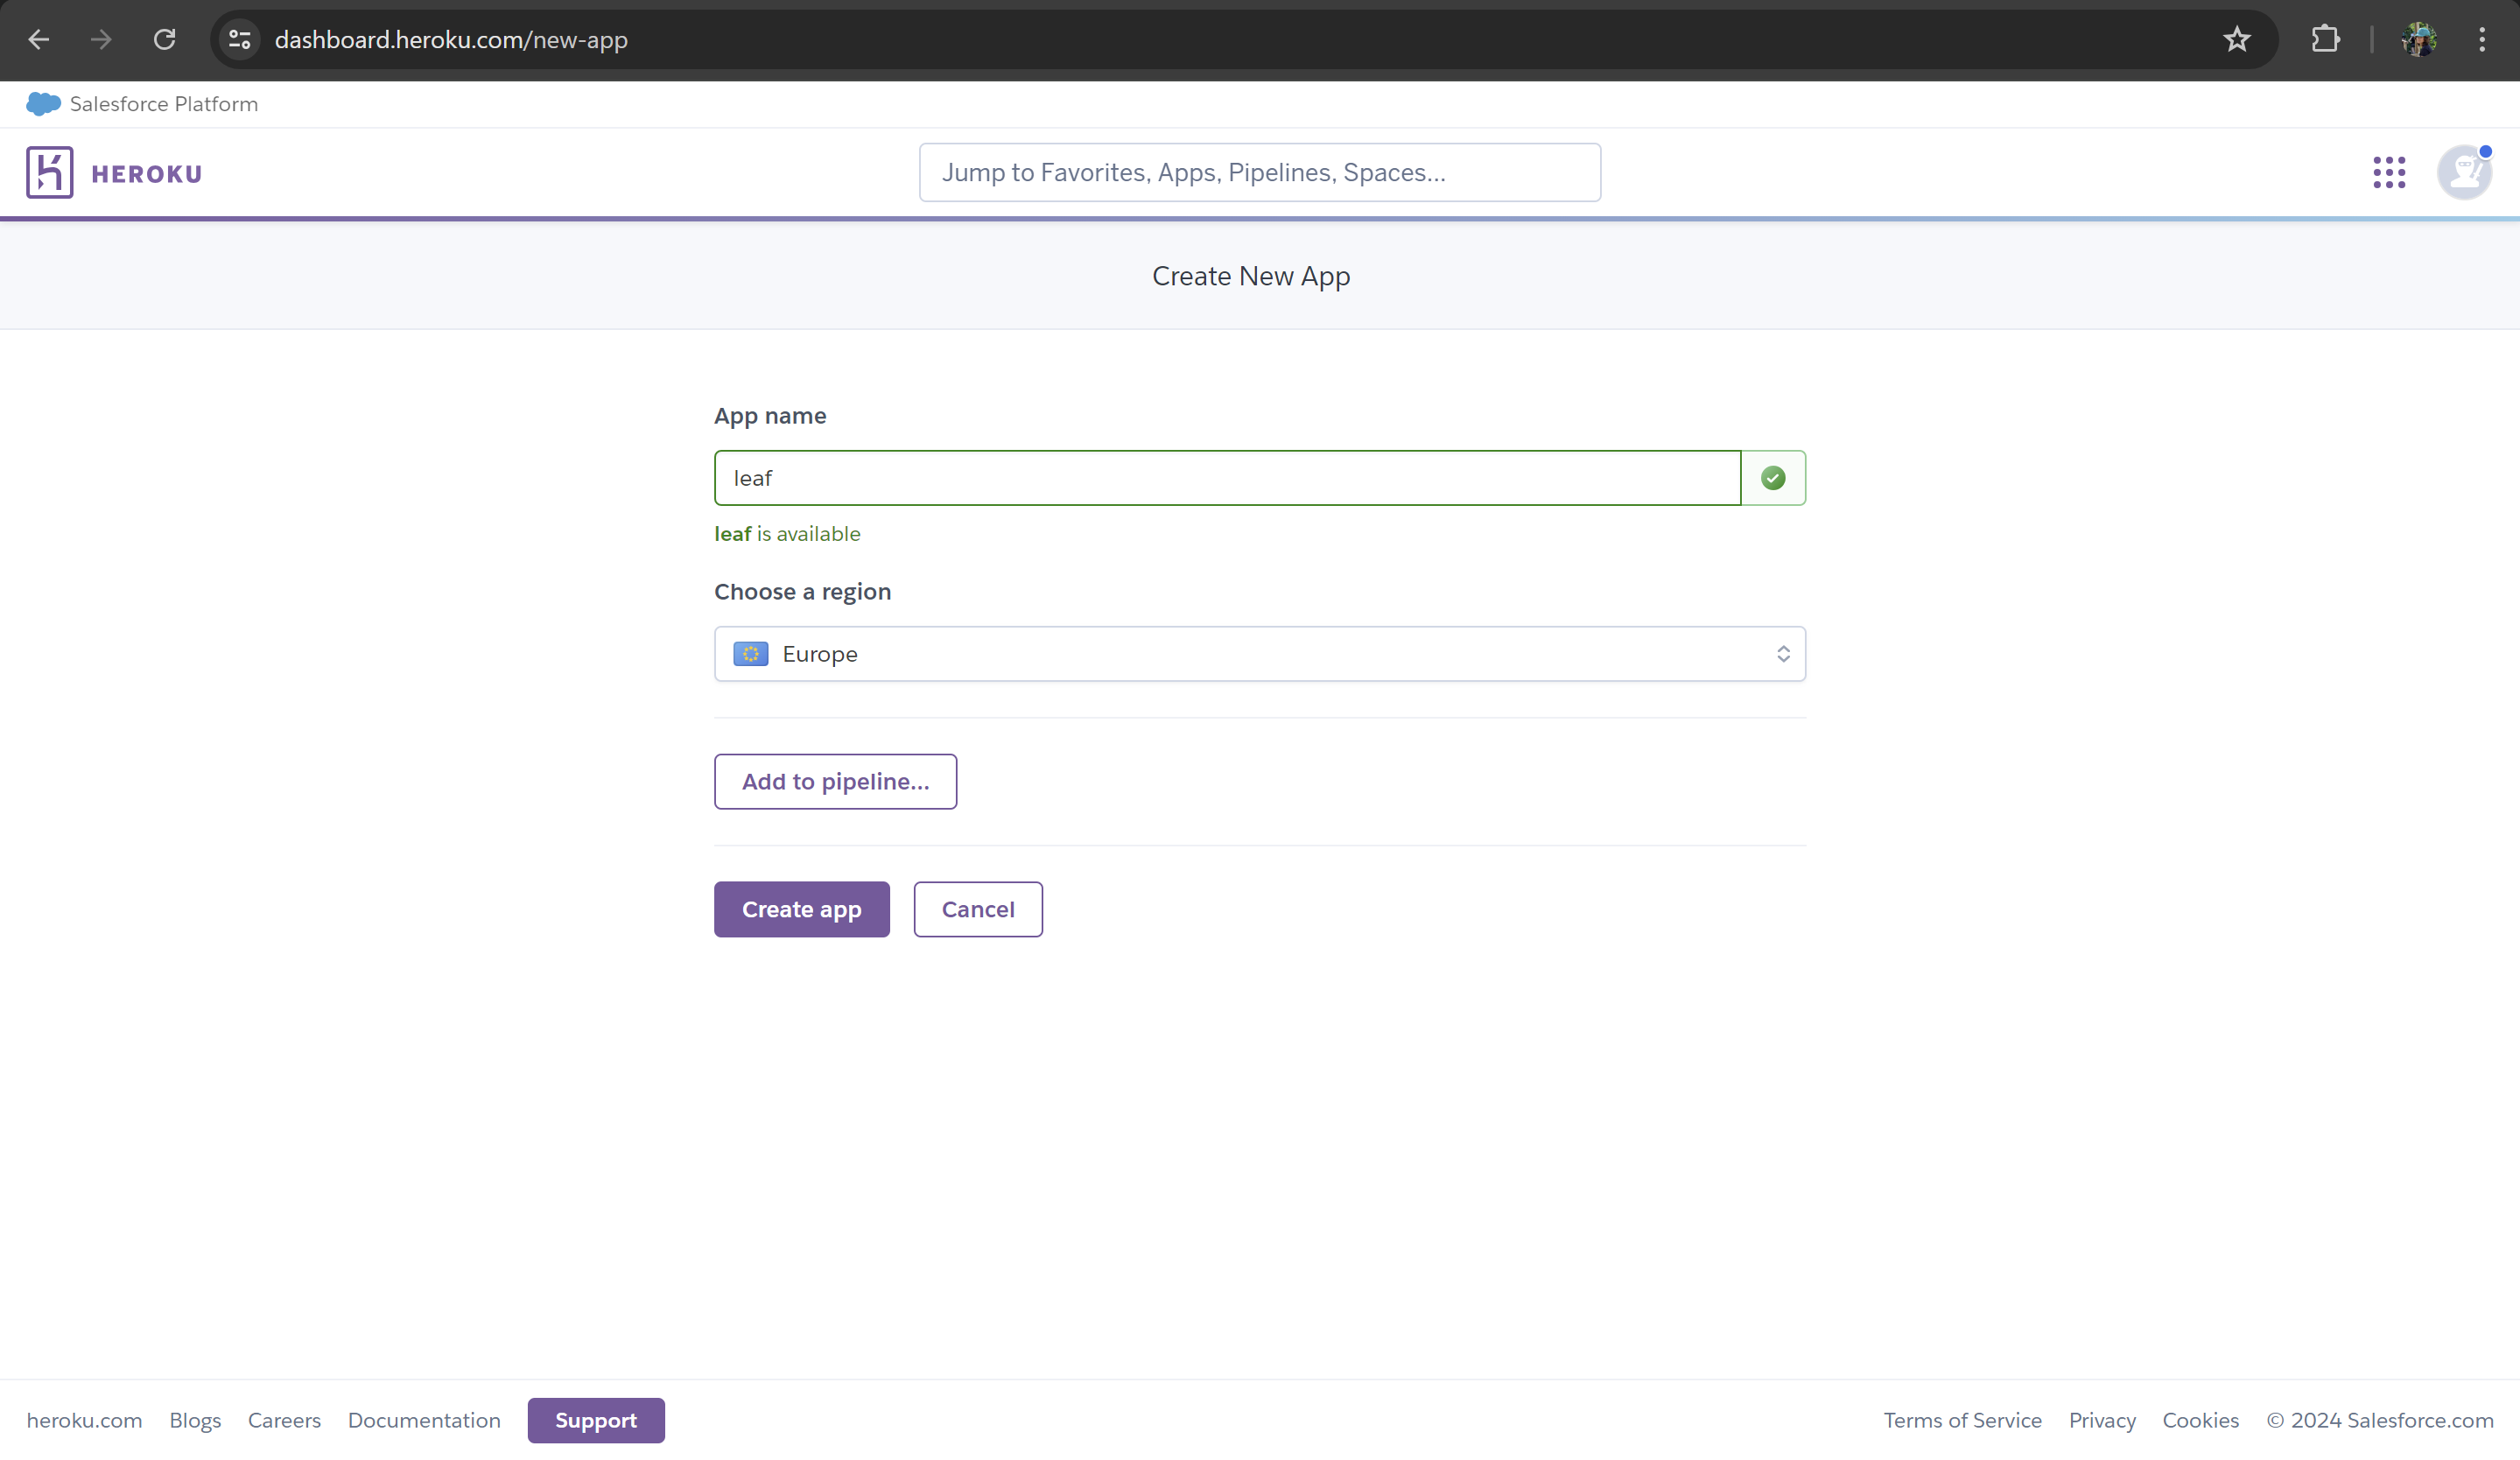 dashboard.heroku.com/new-app
Salesforce Platform
HEROKU
Jump to Favorites, Apps, Pipelines, Spaces...
Create New App
App name
leaf
leaf is available
Choose a region
Europe
Add to pipeline...
Create app Cancel
heroku.com Blogs Careers Documentation Support Terms of Service Privacy Cookies © 2024 Salesforce.com